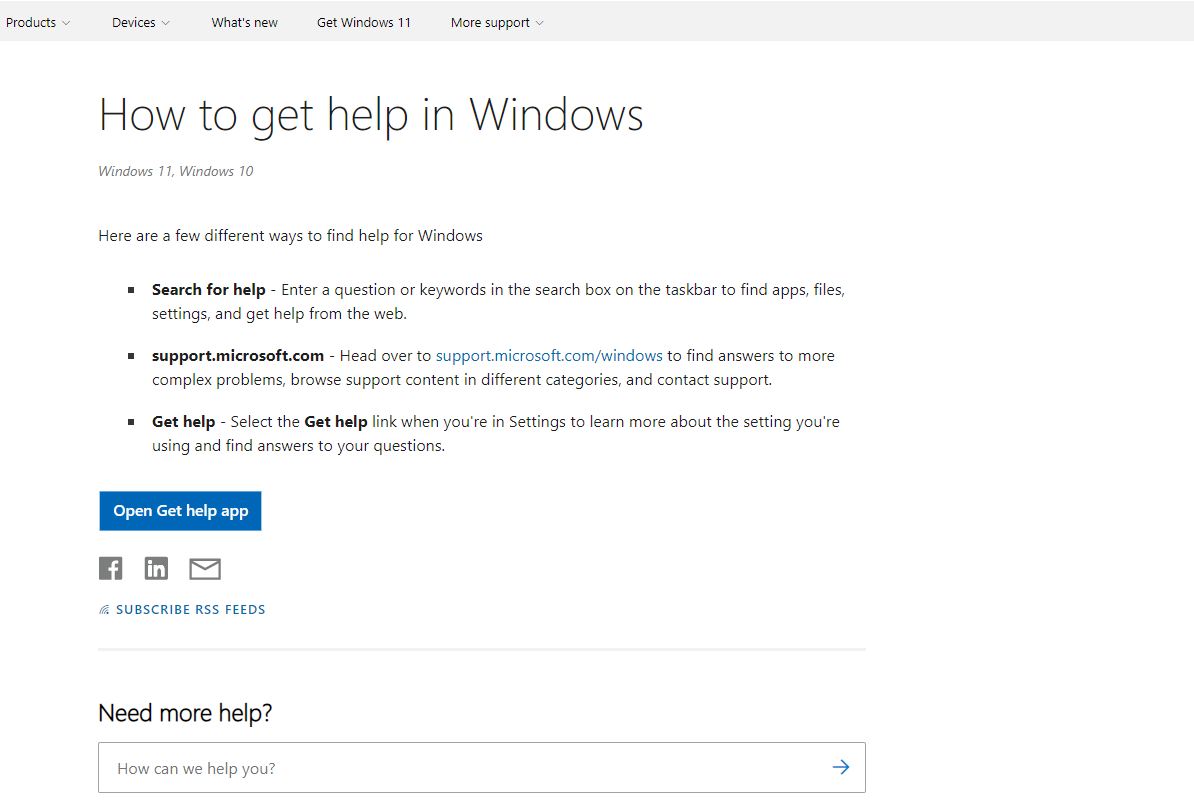 Products
Devices
What's new
Get Windows 11
More support
How to get help in Windows
Windows 11, Windows 10
Here are a few different ways to find help for Windows
Search for help - Enter a question or keywords in the search box on the taskbar to find apps, files,
settings, and get help from the web.
support.microsoft.com - Head over to support.microsoft.com/windows to find answers to more
complex problems, browse support content in different categories, and contact support.
Get help - Select the Get help link when you're in Settings to learn more about the setting you're
using and find answers to your questions.
Open Get help app
SUBSCRIBE RSS FEEDS
Need more help?
How can we help you?